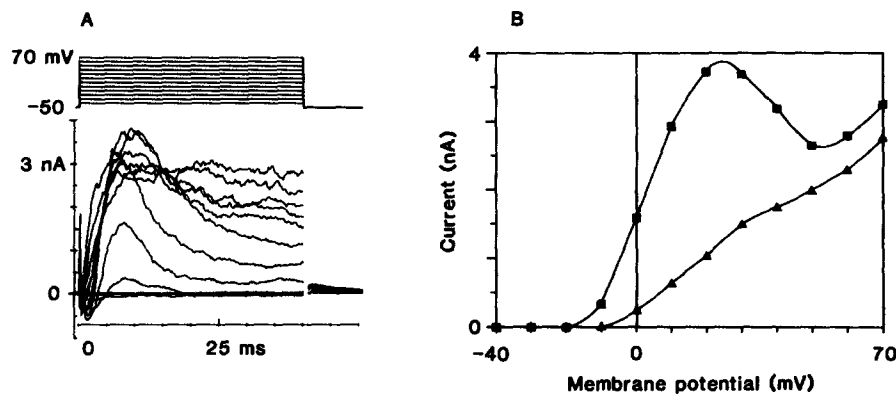 A
70 mV
-50
3 nA
0
0
25 ms
B
4
Current (nA)
0
-40
0
70
Membrane potential (mV)